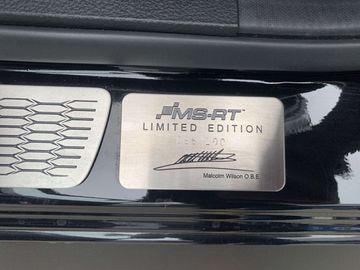 MS-RT
LIMITED EDITION
Malcolm Wilson O.B.E